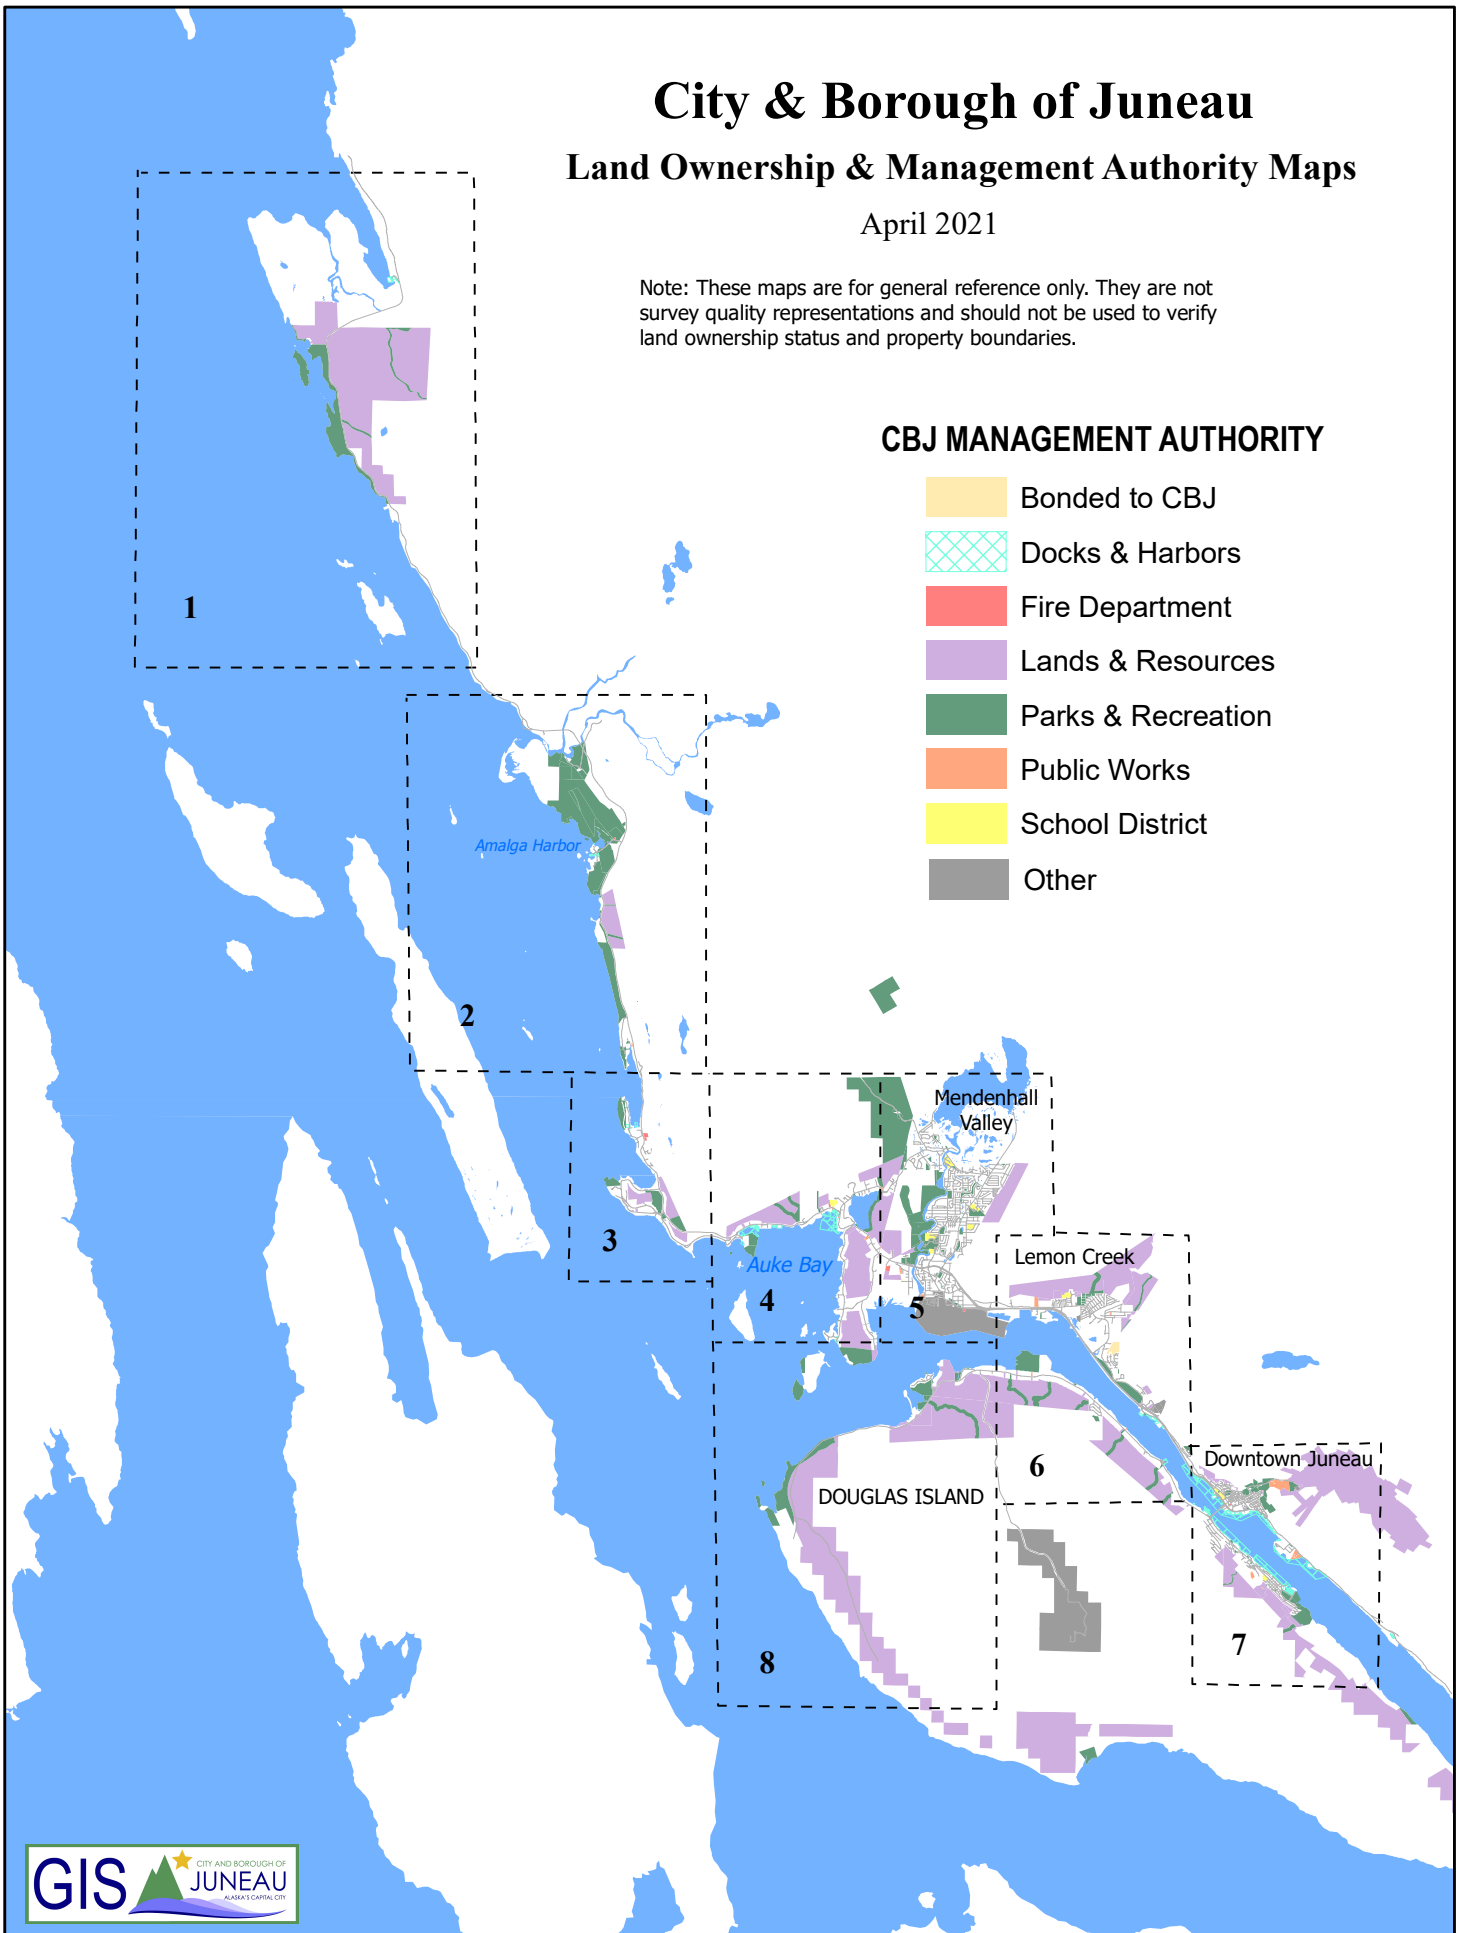 City & Borough of Juneau
Land Ownership & Management Authority Maps
April 2021
Note: These maps are for general reference only. They are not
survey quality representations and should not be used to verify
land ownership status and property boundaries.
CBJ MANAGEMENT AUTHORITY
Bonded to CBJ
Docks & Harbors
Fire Department
Lands & Resources
Parks & Recreation
Public Works
School District
Other
1
Amalga Harbor
2
Mendenhall
Valley
3
Auke Bay
4
5
Lemon Creek
6
Downtown Juneau
DOUGLAS ISLAND
7
8
GIS
CITY AND BOROUGH OF
JUNEAU
ALASKA'S CAPITAL CITY